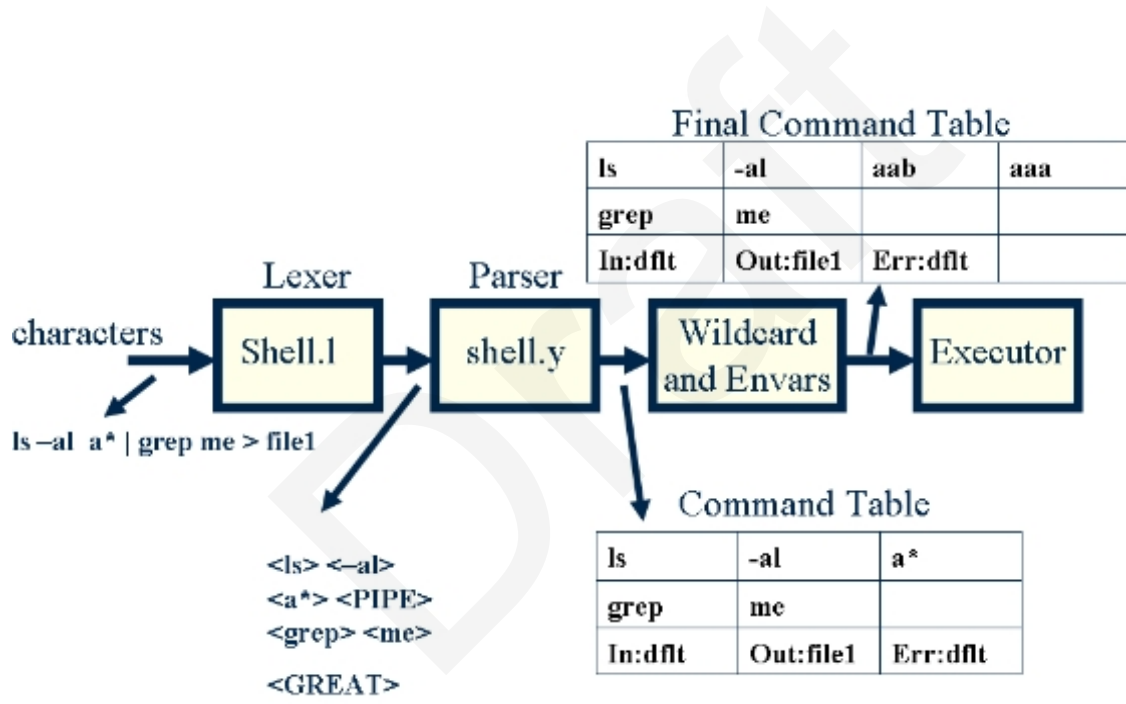 Final Command Table
ls -al aab aaa
grep me
In:dflt Out:file1 Err:dflt
Lexer
Parser
characters
Shell.l
shell.y
Wildcard
and Envars
Executor
ls –al a* | grep me > file1
<ls> <–al>
<a*> <PIPE>
<grep> <me>
<GREAT>
Command Table
ls -al a*
grep me
In:dflt Out:file1 Err:dflt
Draft